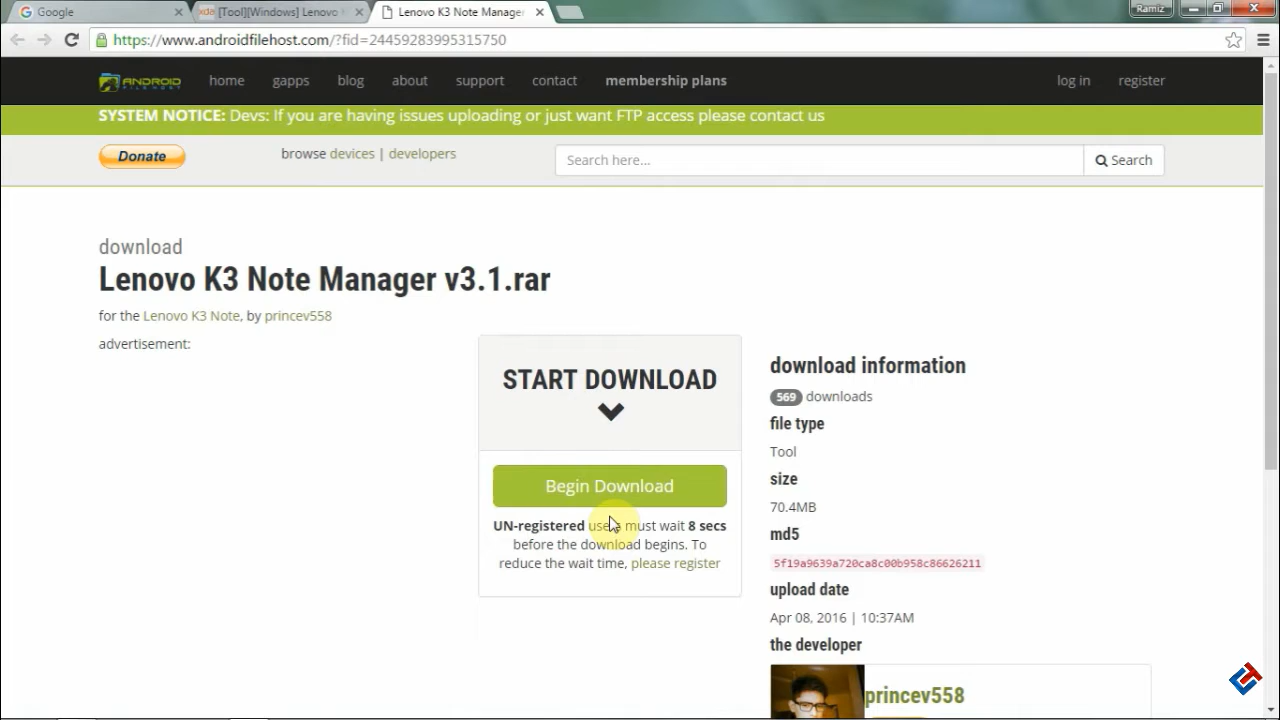 Google
[Tool][Windows] Lenovo
Lenovo K3 Note Manager
Ramiz
https://www.androidfilehost.com/?fid=24459283995315750
ANDROID
home gapps blog about support contact membership plans log in register
SYSTEM NOTICE: Devs: If you are having issues uploading or just want FTP access please contact us
Donate
browse devices | developers
Search here...
Search
download
Lenovo K3 Note Manager v3.1.rar
for the Lenovo K3 Note, by princev558
advertisement:
START DOWNLOAD
Begin Download
UN-registered users must wait 8 secs
before the download begins. To
reduce the wait time, please register
download information
569 downloads
file type
Tool
size
70.4MB
md5
5f19a9639a720ca8c00b958c86626211
upload date
Apr 08, 2016 | 10:37AM
the developer
princev558